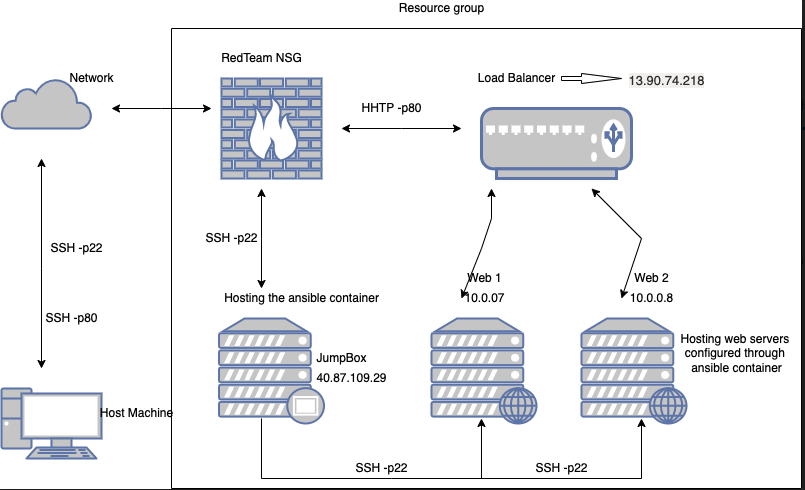 Resource group
RedTeam NSG
Network
Load Balancer
13.90.74.218
HHTP -p80
SSH -p22
SSH -p22
SSH -p80
Web 1
10.0.07
Web 2
10.0.0.8
Hosting the ansible container
JumpBox
40.87.109.29
Hosting web servers
configured through
ansible container
Host Machine
SSH -p22
SSH -p22